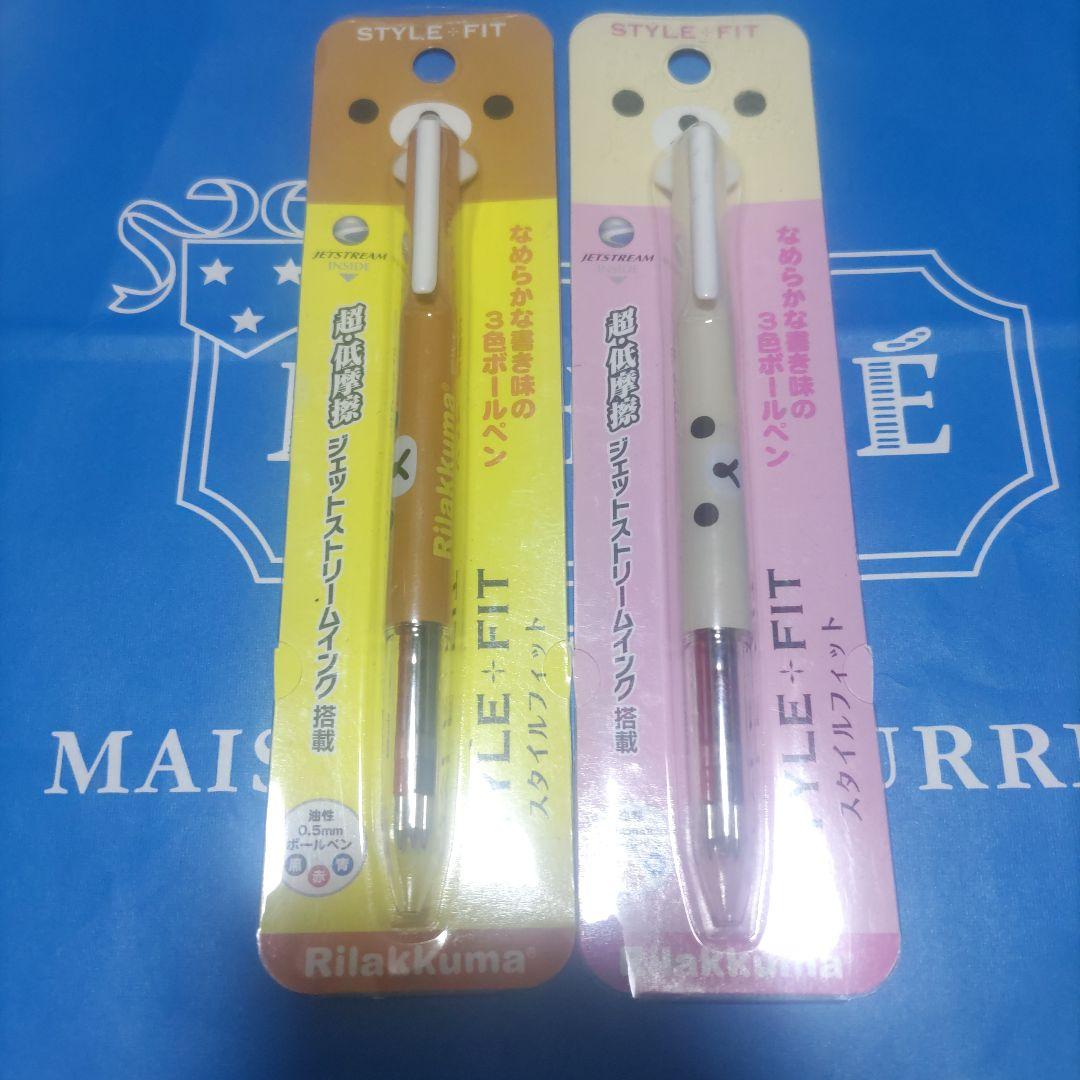 STYLE+FIT
JETSTREAM
INSIDE
なめらかな書き味の
3色ボールペン
超・低摩擦
ジェットストリームインク搭載
Rilakkuma®
STYLE+FIT
スタイルフィット
油性
0.5mm
ボールペン
黒
赤
青
Rilakkuma®
STYLE+FIT
JETSTREAM
INSIDE
なめらかな書き味の
3色ボールペン
超・低摩擦
ジェットストリームインク搭載
YLE+FIT
スタイルフィット
Rilakkuma
É
MAIS
URRE